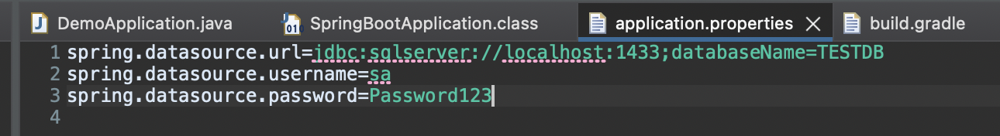 DemoApplication.java SpringBootApplication.class application.properties build.gradle
1 spring.datasource.url=jdbc:sqlserver://localhost:1433;databaseName=TESTDB
2 spring.datasource.username=sa
3 spring.datasource.password=Password123
4